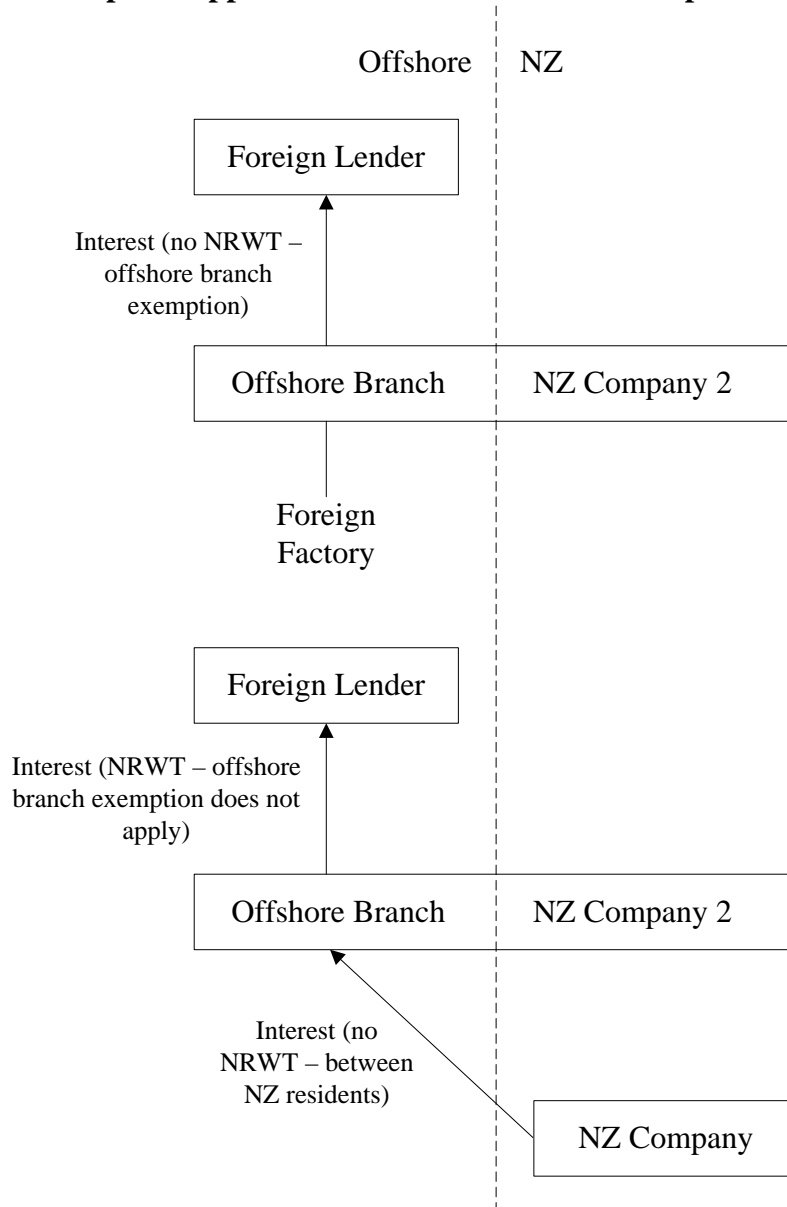 Offshore NZ
Foreign Lender
Interest (no NRWT –
offshore branch
exemption)
Offshore Branch NZ Company 2
Foreign
Factory
Foreign Lender
Interest (NRWT – offshore
branch exemption does not
apply)
Offshore Branch NZ Company 2
Interest (no
NRWT – between
NZ residents)
NZ Company